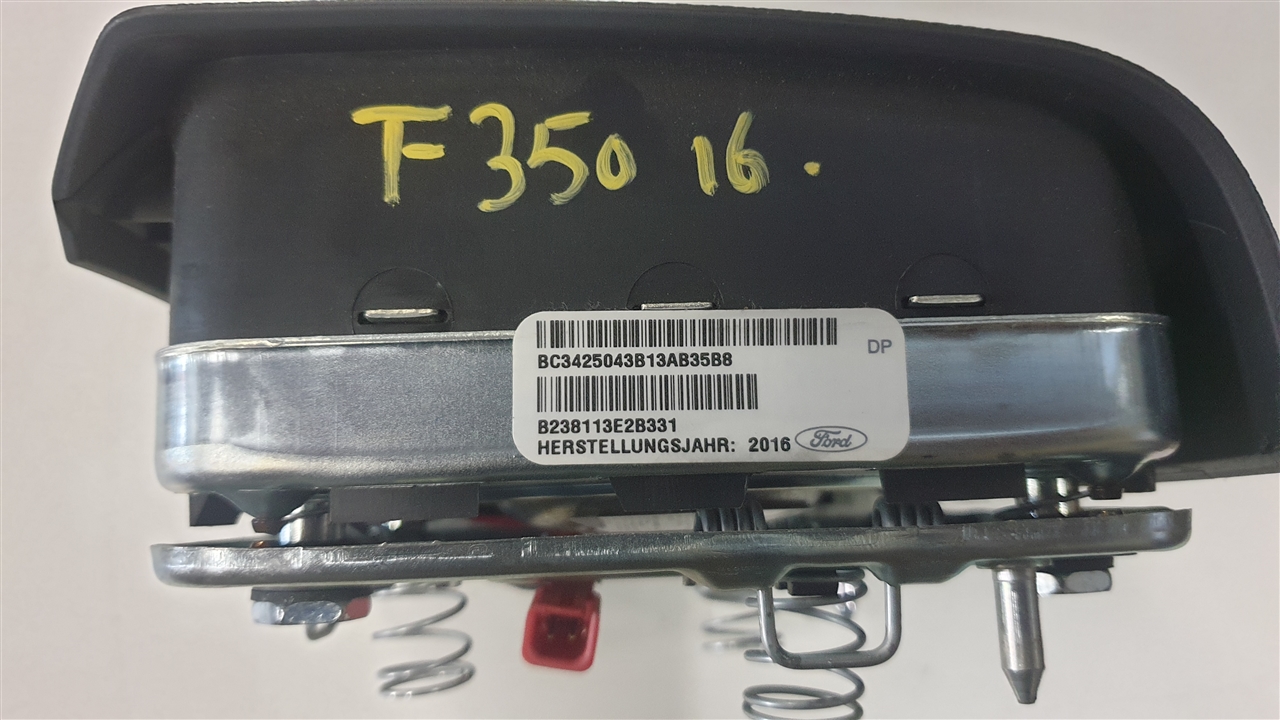 F350 16.
BC3425043B13AB35B8
DP
B238113E2B331
HERSTELLUNGSJAHR: 2016 Ford